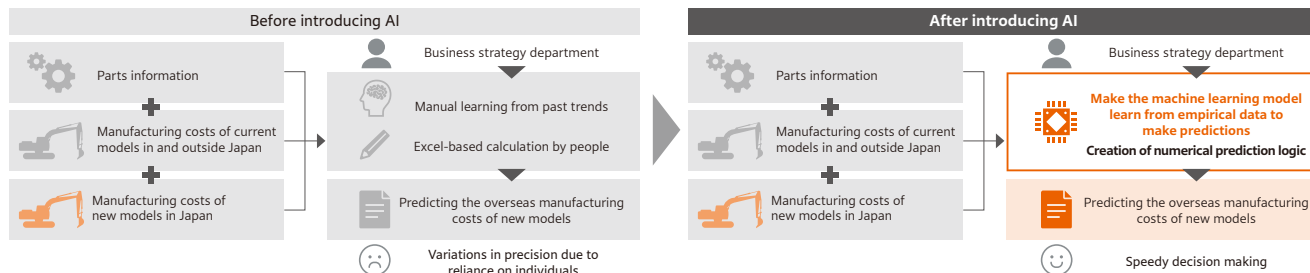 Before introducing AI
Parts information
Manufacturing costs of current
models in and outside Japan
Manufacturing costs of
new models in Japan
Business strategy department
Manual learning from past trends
Excel-based calculation by people
Predicting the overseas manufacturing
costs of new models
Variations in precision due to
reliance on individuals
After introducing AI
Parts information
Manufacturing costs of current
models in and outside Japan
Manufacturing costs of
new models in Japan
Business strategy department
Make the machine learning model
learn from empirical data to
make predictions
Creation of numerical prediction logic
Predicting the overseas manufacturing
costs of new models
Speedy decision making